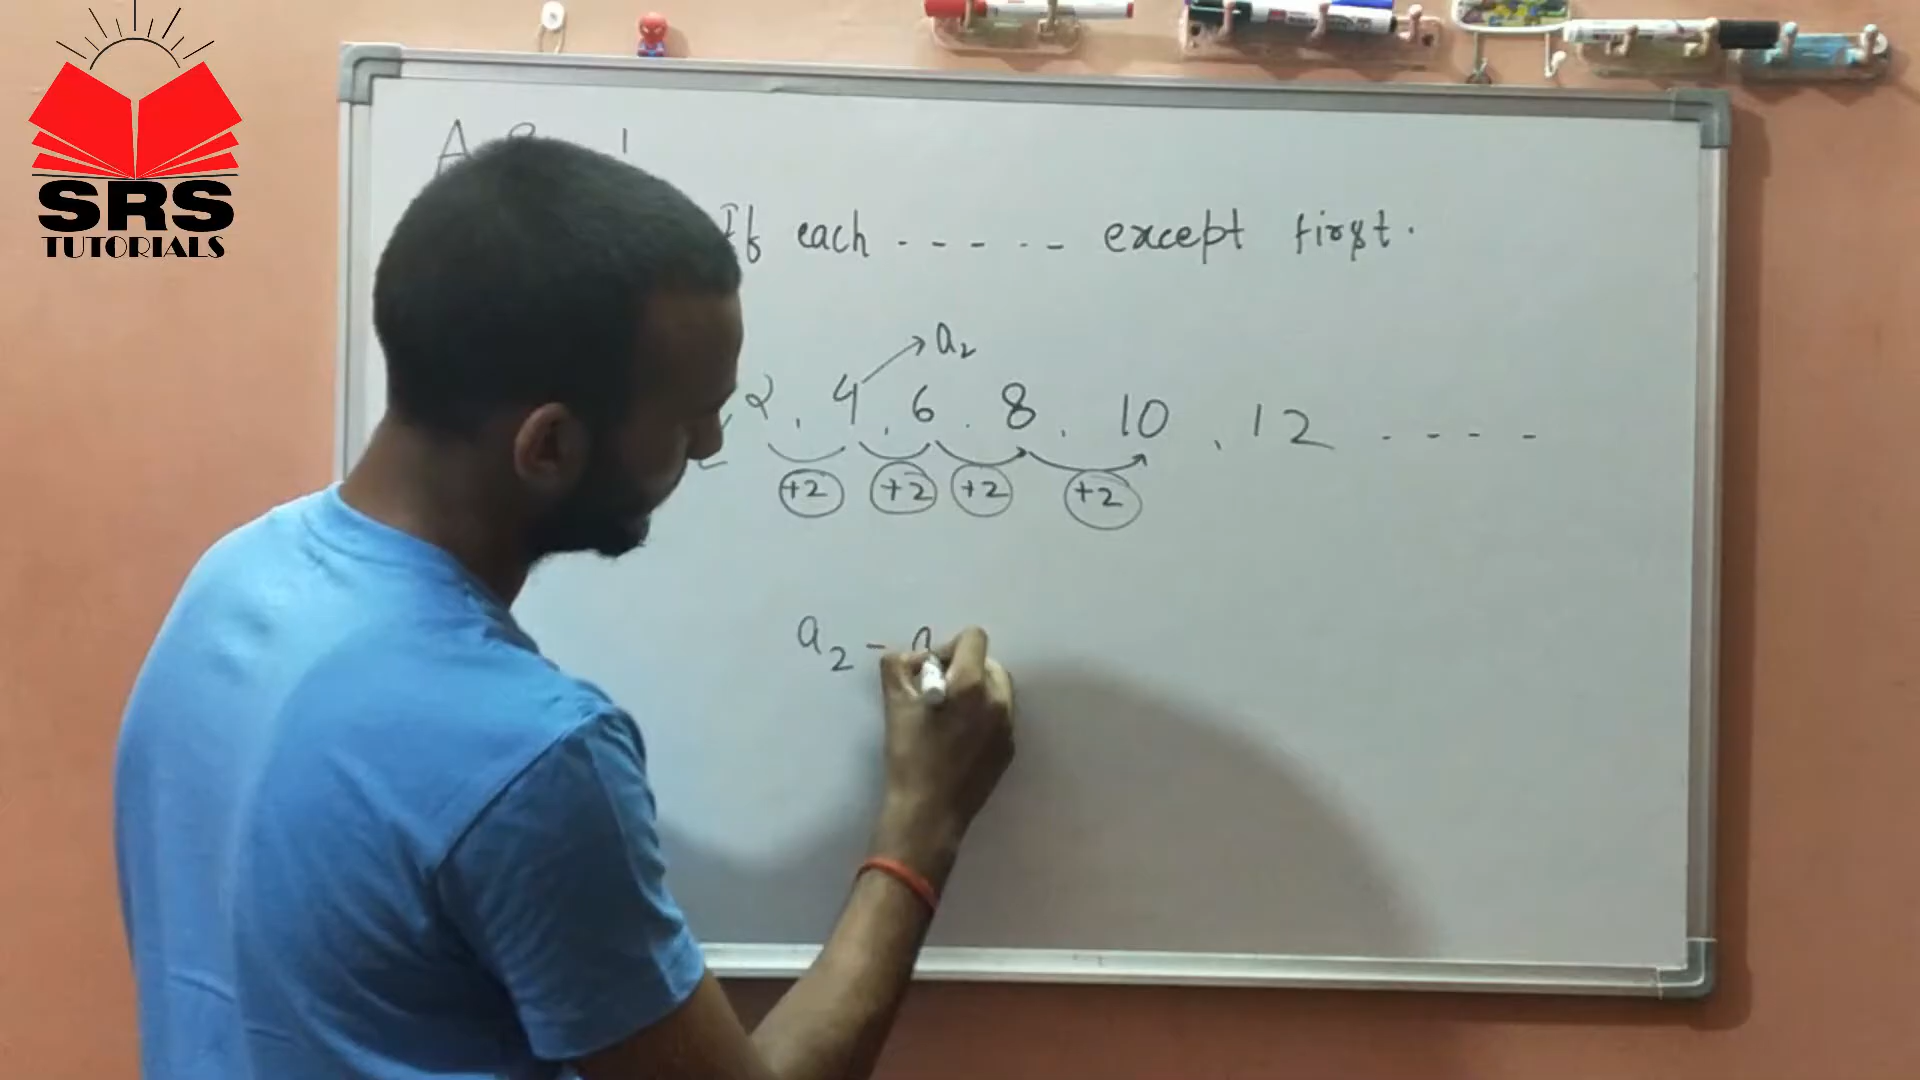 SRS
TUTORIALS
A
If each ----- except first.
a2
2, 4, 6, 8, 10, 12 ----
+2 +2 +2 +2
a2 - a